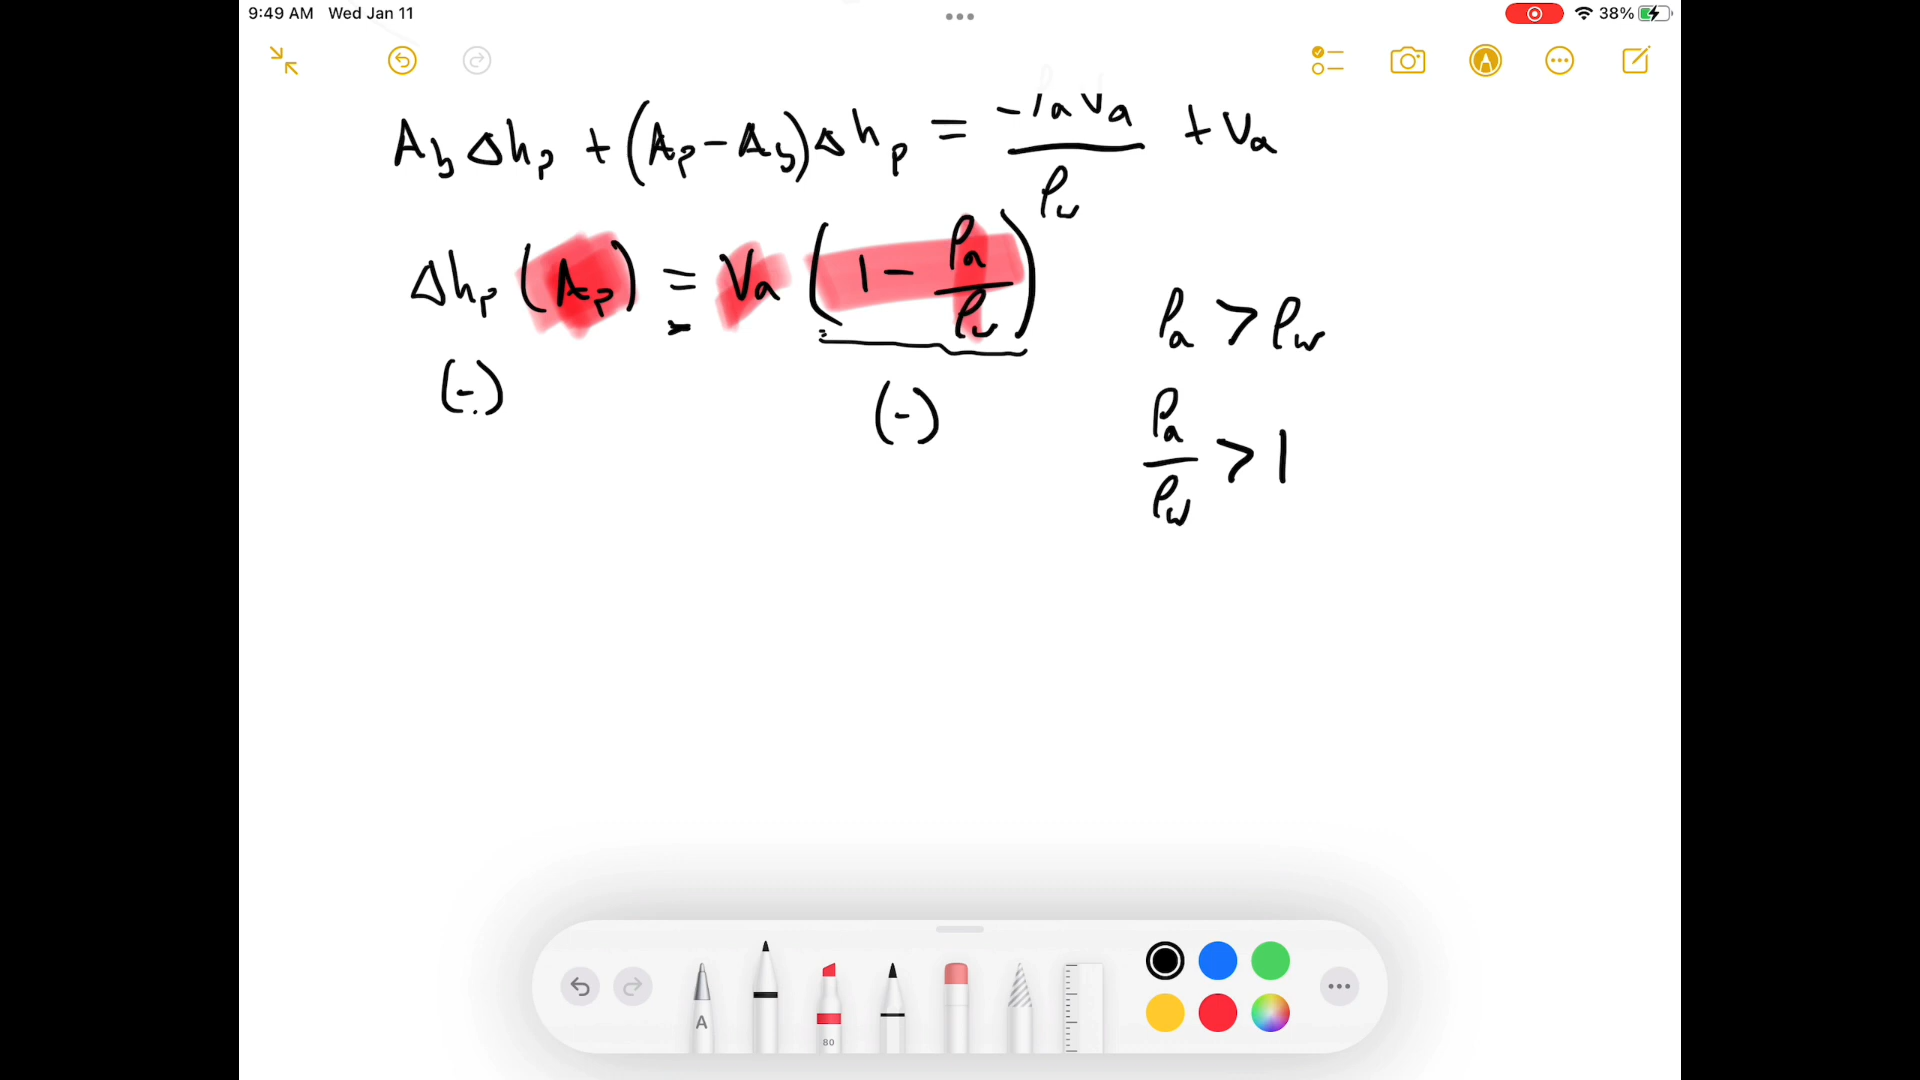 9:49 AM Wed Jan 11
38%
A_b Δh_p + (A_p - A_b) Δh_p = -ρ_a V_a / ρ_w + V_a
Δh_p (A_p) = V_a (1 - ρ_a / ρ_w)
ρ_a > ρ_w
(-)
(-)
ρ_a / ρ_w > 1
A
80